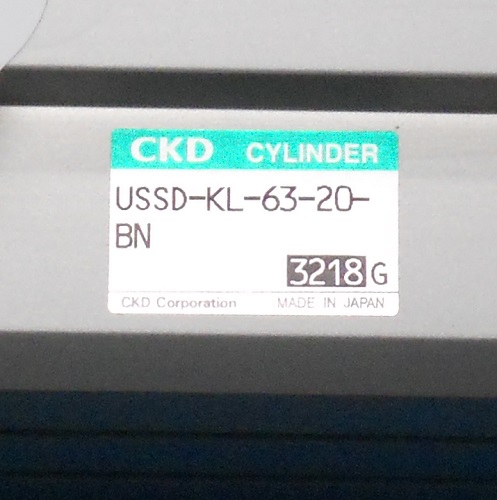 CKD CYLINDER
USSD-KL-63-20-
BN
3218 G
CKD Corporation MADE IN JAPAN